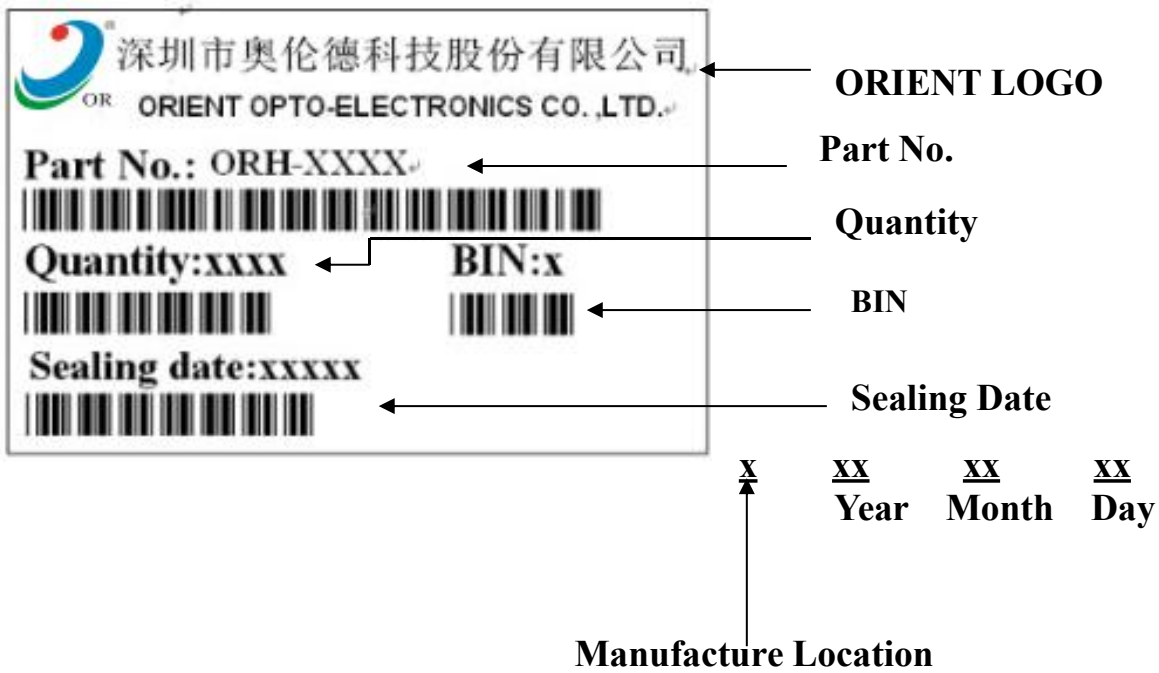 深圳市奥伦德科技股份有限公司
OR
ORIENT OPTO-ELECTRONICS CO. ,LTD.
ORIENT LOGO
Part No.: ORH-XXXX
Part No.
Quantity
Quantity:xxxx
BIN:x
BIN
Sealing date:xxxxx
Sealing Date
x xx xx xx
Year Month Day
Manufacture Location